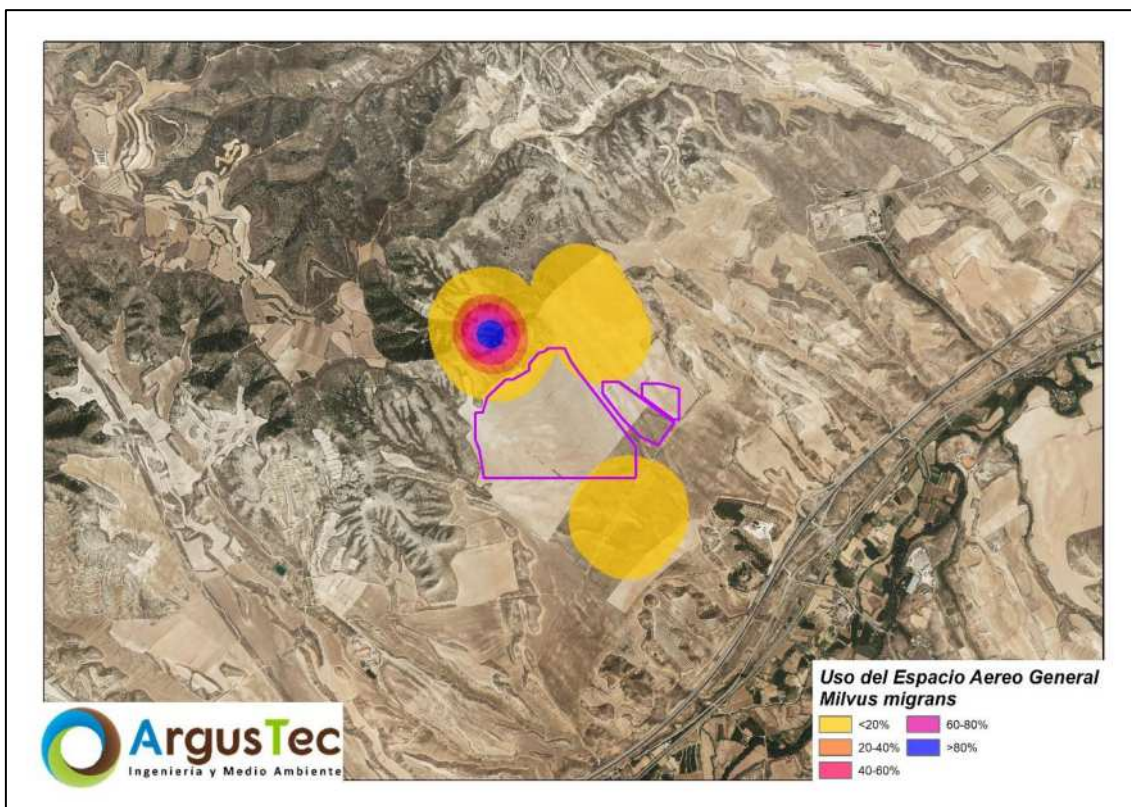 Uso del Espacio Aereo General
Milvus migrans
<20%
20-40%
40-60%
60-80%
>80%
ArgusTec
Ingeniería y Medio Ambiente